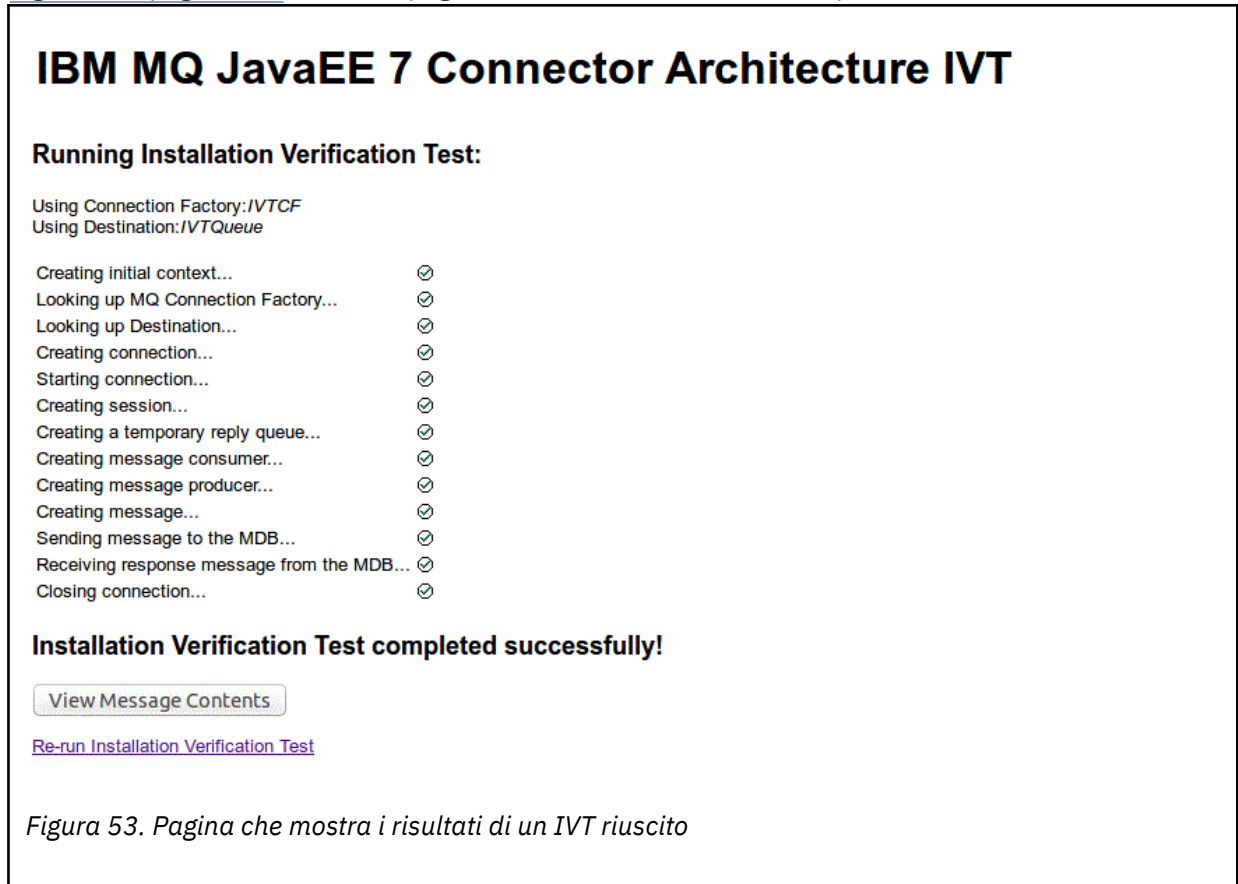 IBM MQ JavaEE 7 Connector Architecture IVT
Running Installation Verification Test:
Using Connection Factory:IVTCF
Using Destination:IVTQueue
Creating initial context...
Looking up MQ Connection Factory...
Looking up Destination...
Creating connection...
Starting connection...
Creating session...
Creating a temporary reply queue...
Creating message consumer...
Creating message producer...
Creating message...
Sending message to the MDB...
Receiving response message from the MDB...
Closing connection...
Installation Verification Test completed successfully!
View Message Contents
Re-run Installation Verification Test
Figura 53. Pagina che mostra i risultati di un IVT riuscito